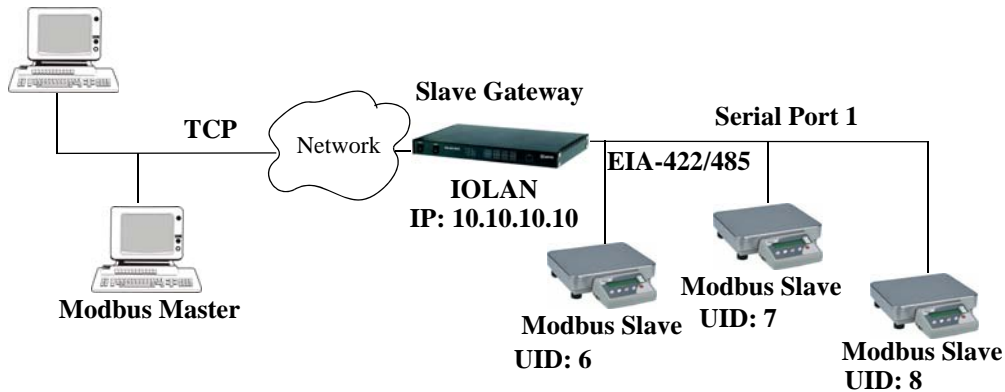 Slave Gateway
TCP
Network
Serial Port 1
EIA-422/485
IOLAN
IP: 10.10.10.10
Modbus Master
Modbus Slave
UID: 6
Modbus Slave
UID: 7
Modbus Slave
UID: 8